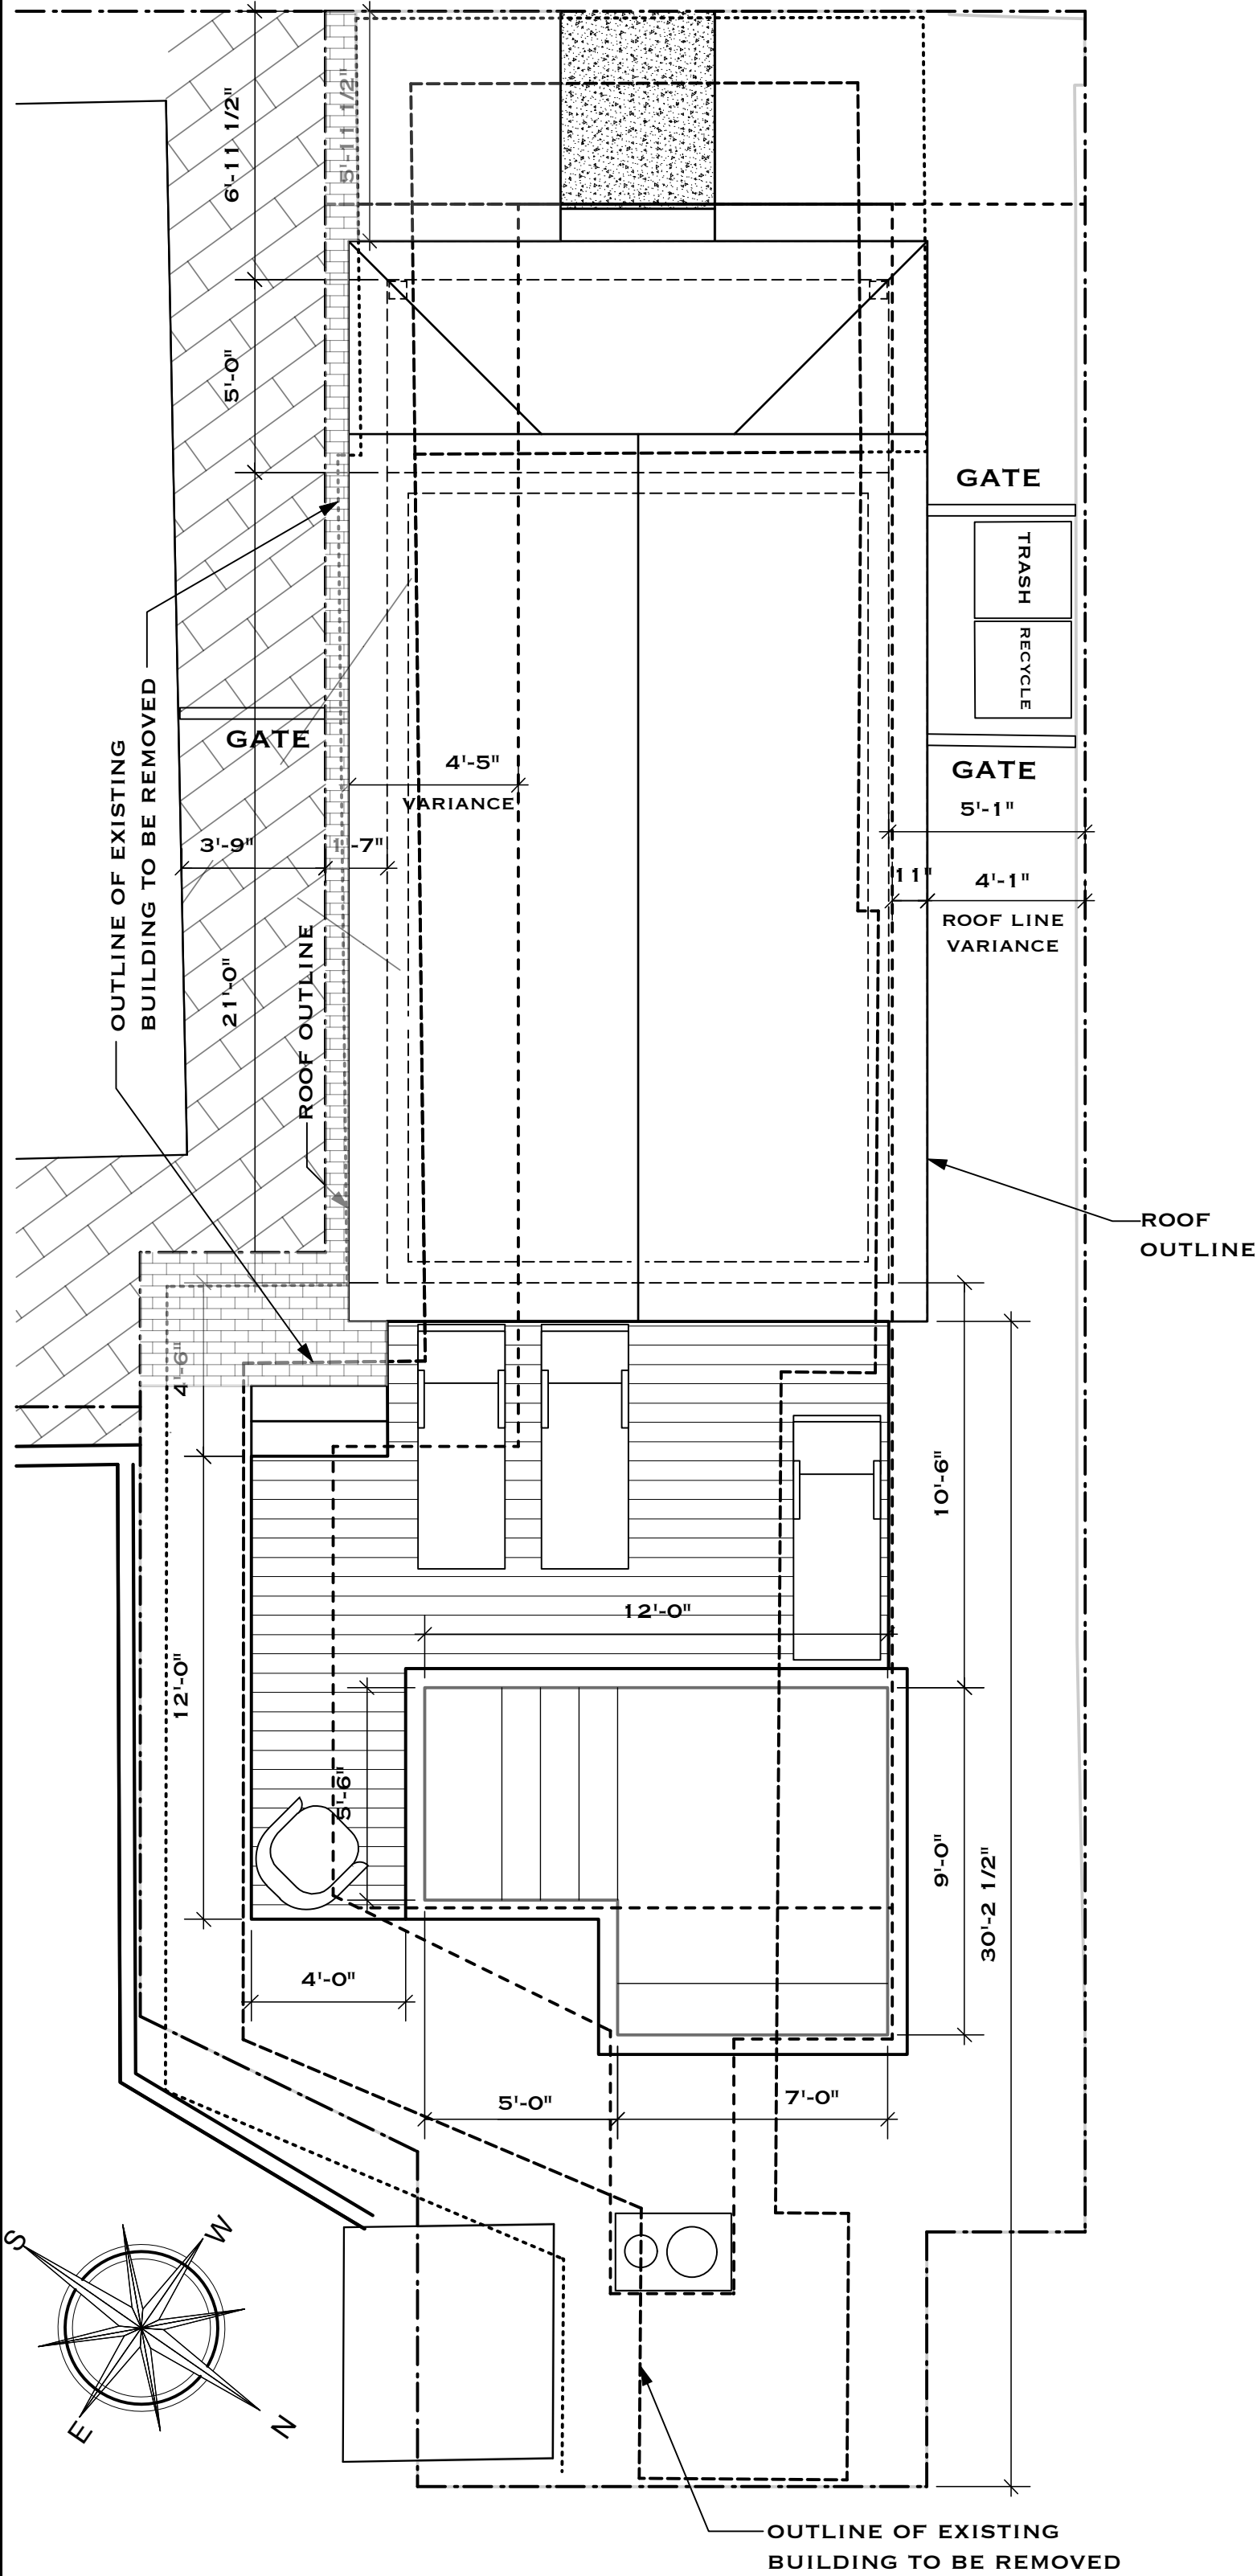 6'-11 1/2"
5'-11 1/2"
5'-0"
GATE
TRASH
RECYCLE
OUTLINE OF EXISTING
BUILDING TO BE REMOVED
GATE
4'-5"
VARIANCE
GATE
5'-1"
3'-9"
-7"
11"
4'-1"
ROOF LINE
VARIANCE
21'-0"
ROOF OUTLINE
ROOF
OUTLINE
4'-6"
10'-6"
12'-0"
12'-0"
5'-6"
9'-0"
30'-2 1/2"
4'-0"
5'-0"
7'-0"
S
W
E
N
OUTLINE OF EXISTING
BUILDING TO BE REMOVED